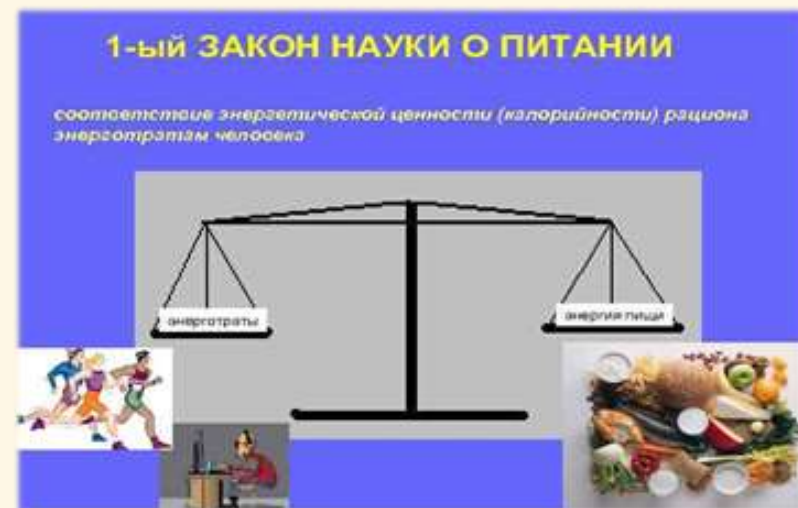 1-ый ЗАКОН НАУКИ О ПИТАНИИ
соответствие энергетической ценности (калорийности) рациона
энерготратам человека
энерготраты
энергия пищи